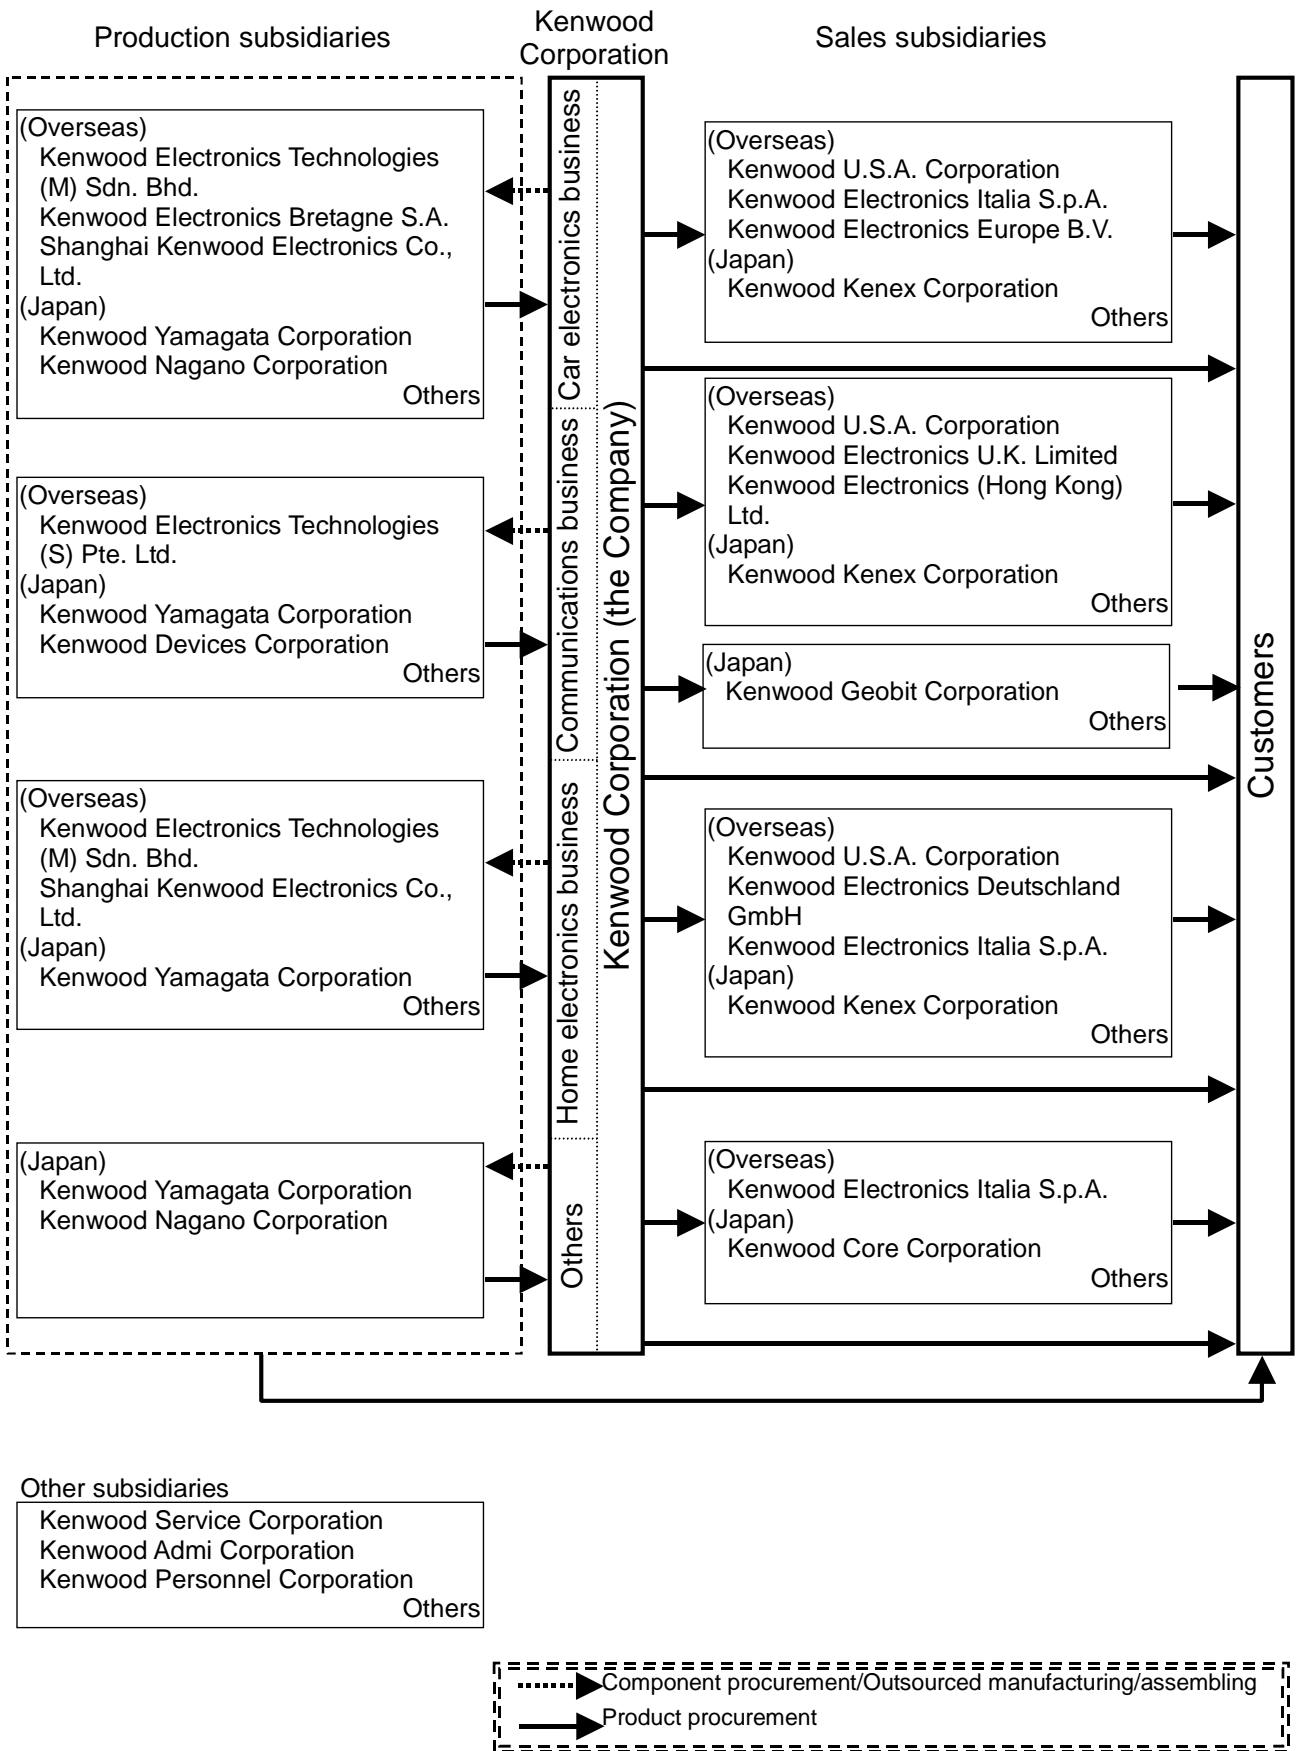 Production subsidiaries
Kenwood
Corporation
Sales subsidiaries
(Overseas)
Kenwood Electronics Technologies
(M) Sdn. Bhd.
Kenwood Electronics Bretagne S.A.
Shanghai Kenwood Electronics Co.,
Ltd.
(Japan)
Kenwood Yamagata Corporation
Kenwood Nagano Corporation
Others
(Overseas)
Kenwood Electronics Technologies
(S) Pte. Ltd.
(Japan)
Kenwood Yamagata Corporation
Kenwood Devices Corporation
Others
(Overseas)
Kenwood Electronics Technologies
(M) Sdn. Bhd.
Shanghai Kenwood Electronics Co.,
Ltd.
(Japan)
Kenwood Yamagata Corporation
Others
(Japan)
Kenwood Yamagata Corporation
Kenwood Nagano Corporation
Car electronics business
Communications business
Home electronics business
Others
Kenwood Corporation (the Company)
(Overseas)
Kenwood U.S.A. Corporation
Kenwood Electronics Italia S.p.A.
Kenwood Electronics Europe B.V.
(Japan)
Kenwood Kenex Corporation
Others
(Overseas)
Kenwood U.S.A. Corporation
Kenwood Electronics U.K. Limited
Kenwood Electronics (Hong Kong)
Ltd.
(Japan)
Kenwood Kenex Corporation
Others
(Japan)
Kenwood Geobit Corporation
Others
(Overseas)
Kenwood U.S.A. Corporation
Kenwood Electronics Deutschland
GmbH
Kenwood Electronics Italia S.p.A.
(Japan)
Kenwood Kenex Corporation
Others
(Overseas)
Kenwood Electronics Italia S.p.A.
(Japan)
Kenwood Core Corporation
Others
Customers
Other subsidiaries
Kenwood Service Corporation
Kenwood Admi Corporation
Kenwood Personnel Corporation
Others
Component procurement/Outsourced manufacturing/assembling
Product procurement